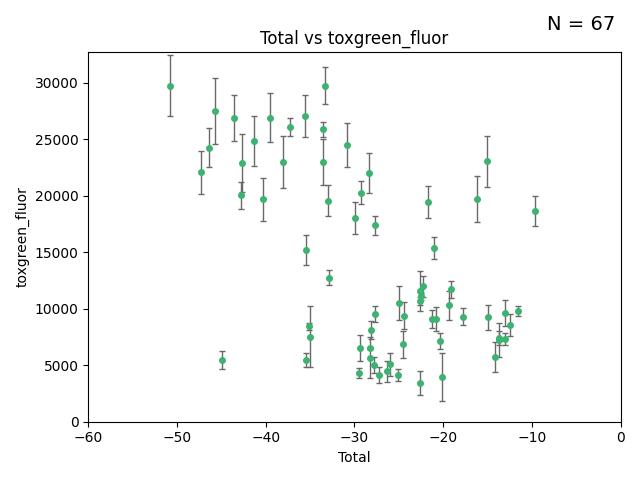 N = 67
Total vs toxgreen_fluor
30000
25000
20000
15000
10000
5000
0
toxgreen_fluor
−60 −50 −40 −30 −20 −10 0
Total